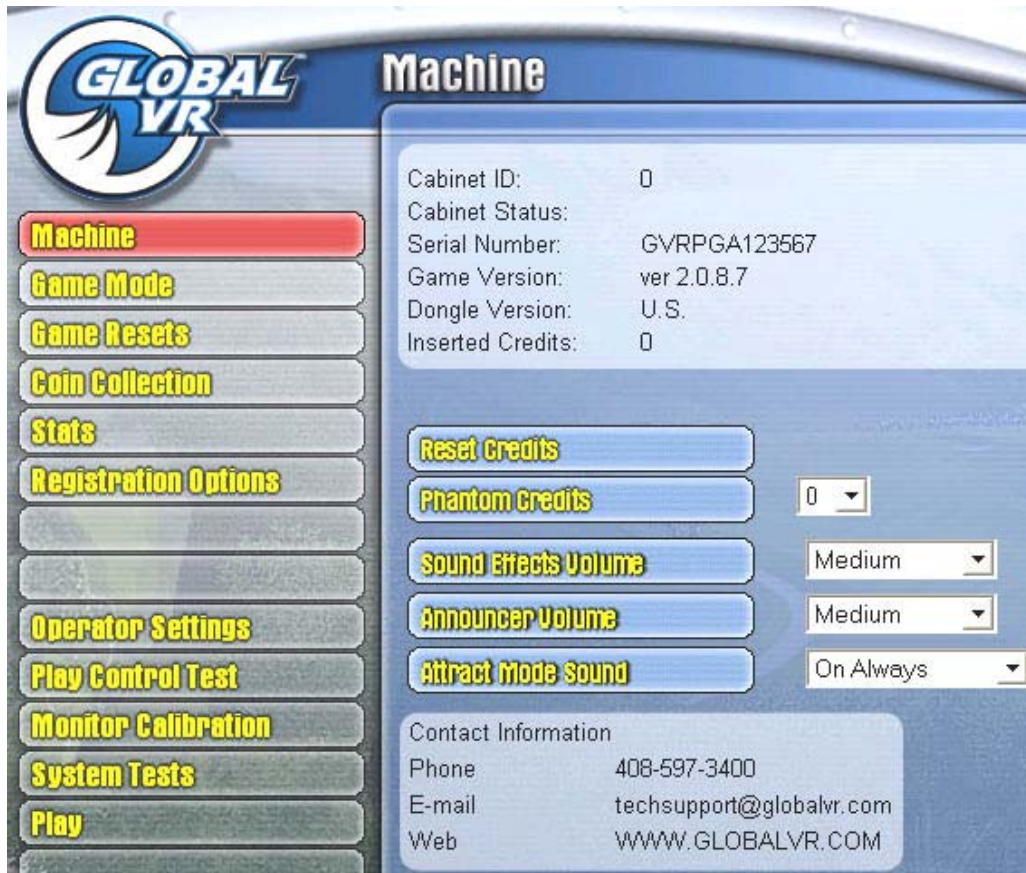 GLOBAL
VR
Machine
Cabinet ID: 0
Cabinet Status:
Serial Number: GVRPGA123567
Game Version: ver 2.0.8.7
Dongle Version: U.S.
Inserted Credits: 0
Machine
Game Mode
Game Resets
Coin Collection
Stats
Registration Options
Operator Settings
Play Control Test
Monitor Calibration
System Tests
Play
Reset Credits
Phantom Credits 0
Sound Effects Volume Medium
Announcer Volume Medium
Attract Mode Sound On Always
Contact Information
Phone 408-597-3400
E-mail techsupport@globalvr.com
Web WWW.GLOBALVR.COM